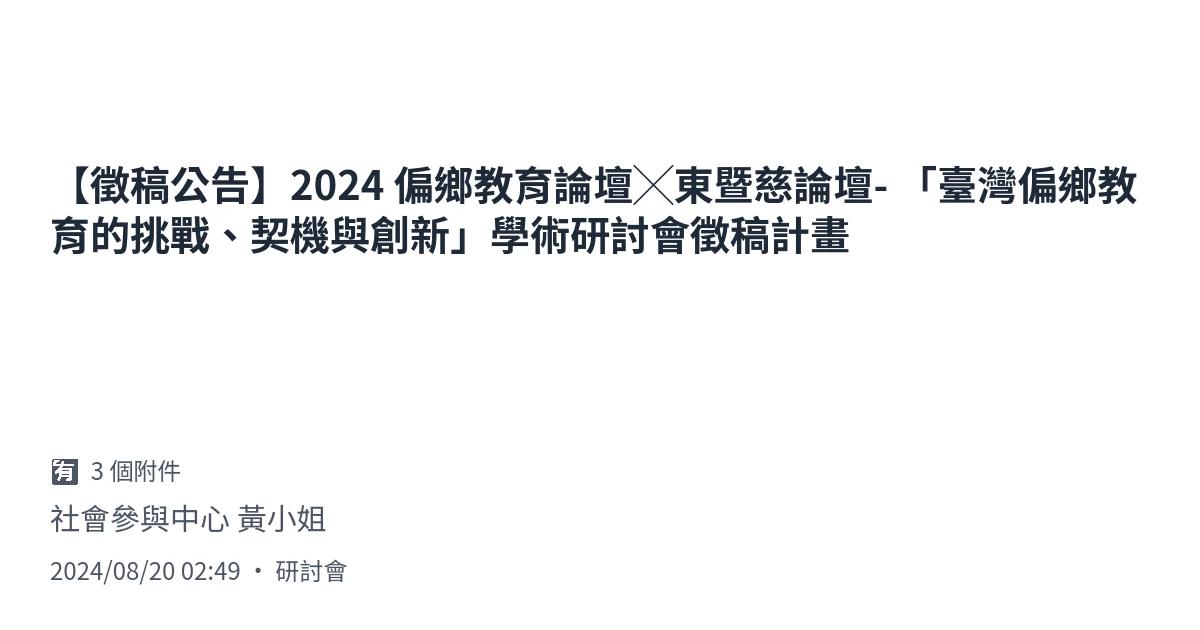 【徵稿公告】2024 偏鄉教育論壇╳東暨慈論壇- 「臺灣偏鄉教
育的挑戰、契機與創新」學術研討會徵稿計畫
🈶 3 個附件
社會參與中心 黃小姐
2024/08/20 02:49 ・ 研討會